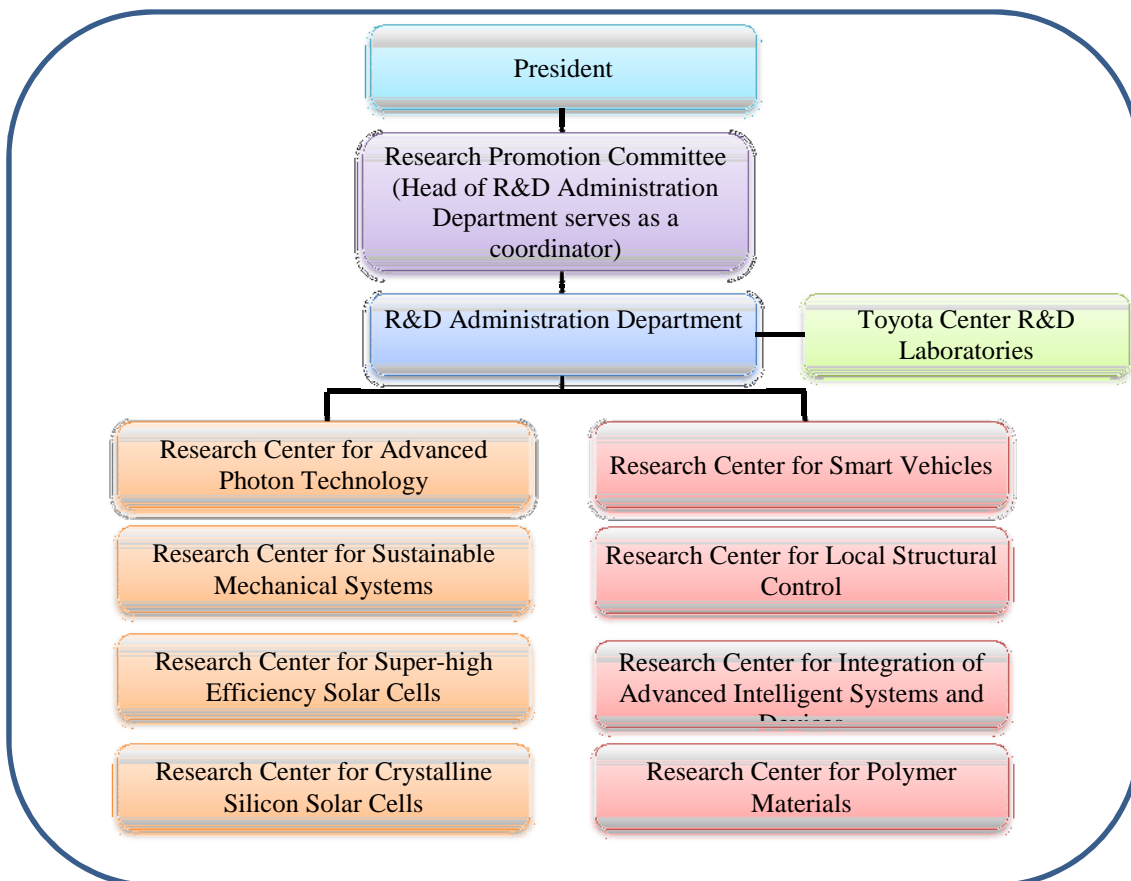 President
Research Promotion Committee
(Head of R&D Administration
Department serves as a
coordinator)
R&D Administration Department
Toyota Center R&D
Laboratories
Research Center for Advanced
Photon Technology
Research Center for Smart Vehicles
Research Center for Sustainable
Mechanical Systems
Research Center for Local Structural
Control
Research Center for Super-high
Efficiency Solar Cells
Research Center for Integration of
Advanced Intelligent Systems and
Devices
Research Center for Crystalline
Silicon Solar Cells
Research Center for Polymer
Materials